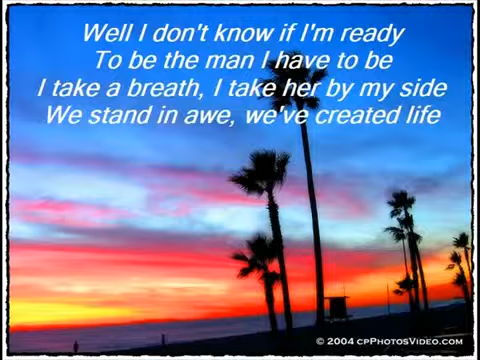 Well I don't know if I'm ready
To be the man I have to be
I take a breath, I take her by my side
We stand in awe, we've created life
© 2004 cpPhotosVideo.com